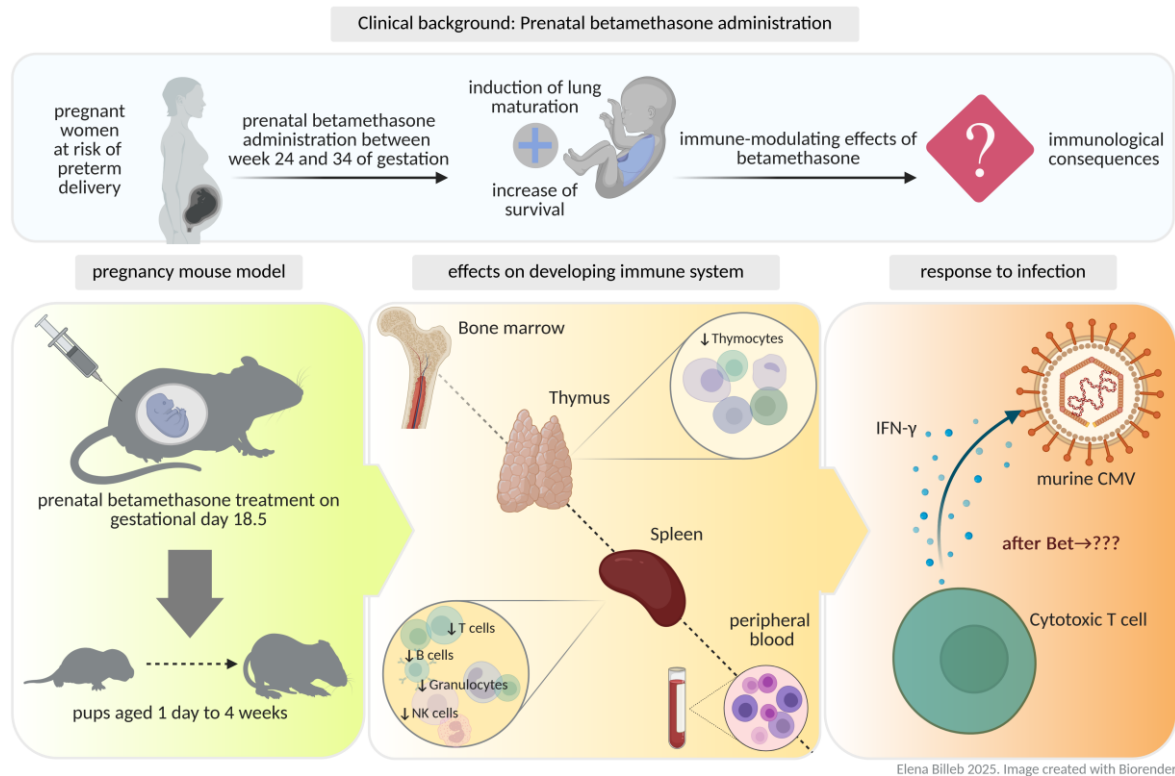 Clinical background: Prenatal betamethasone administration
pregnant
women
at risk of
preterm
delivery
prenatal betamethasone
administration between
week 24 and 34 of gestation
induction of lung
maturation
increase of
survival
immune-modulating effects of
betamethasone
?
immunological
consequences
pregnancy mouse model
prenatal betamethasone treatment on
gestational day 18.5
pups aged 1 day to 4 weeks
effects on developing immune system
Bone marrow
↓Thymocytes
Thymus
Spleen
↓T cells
↓B cells
↓Granulocytes
↓NK cells
peripheral
blood
response to infection
IFN-γ
murine CMV
after Bet→???
Cytotoxic T cell
Elena Billeb 2025. Image created with Biorender